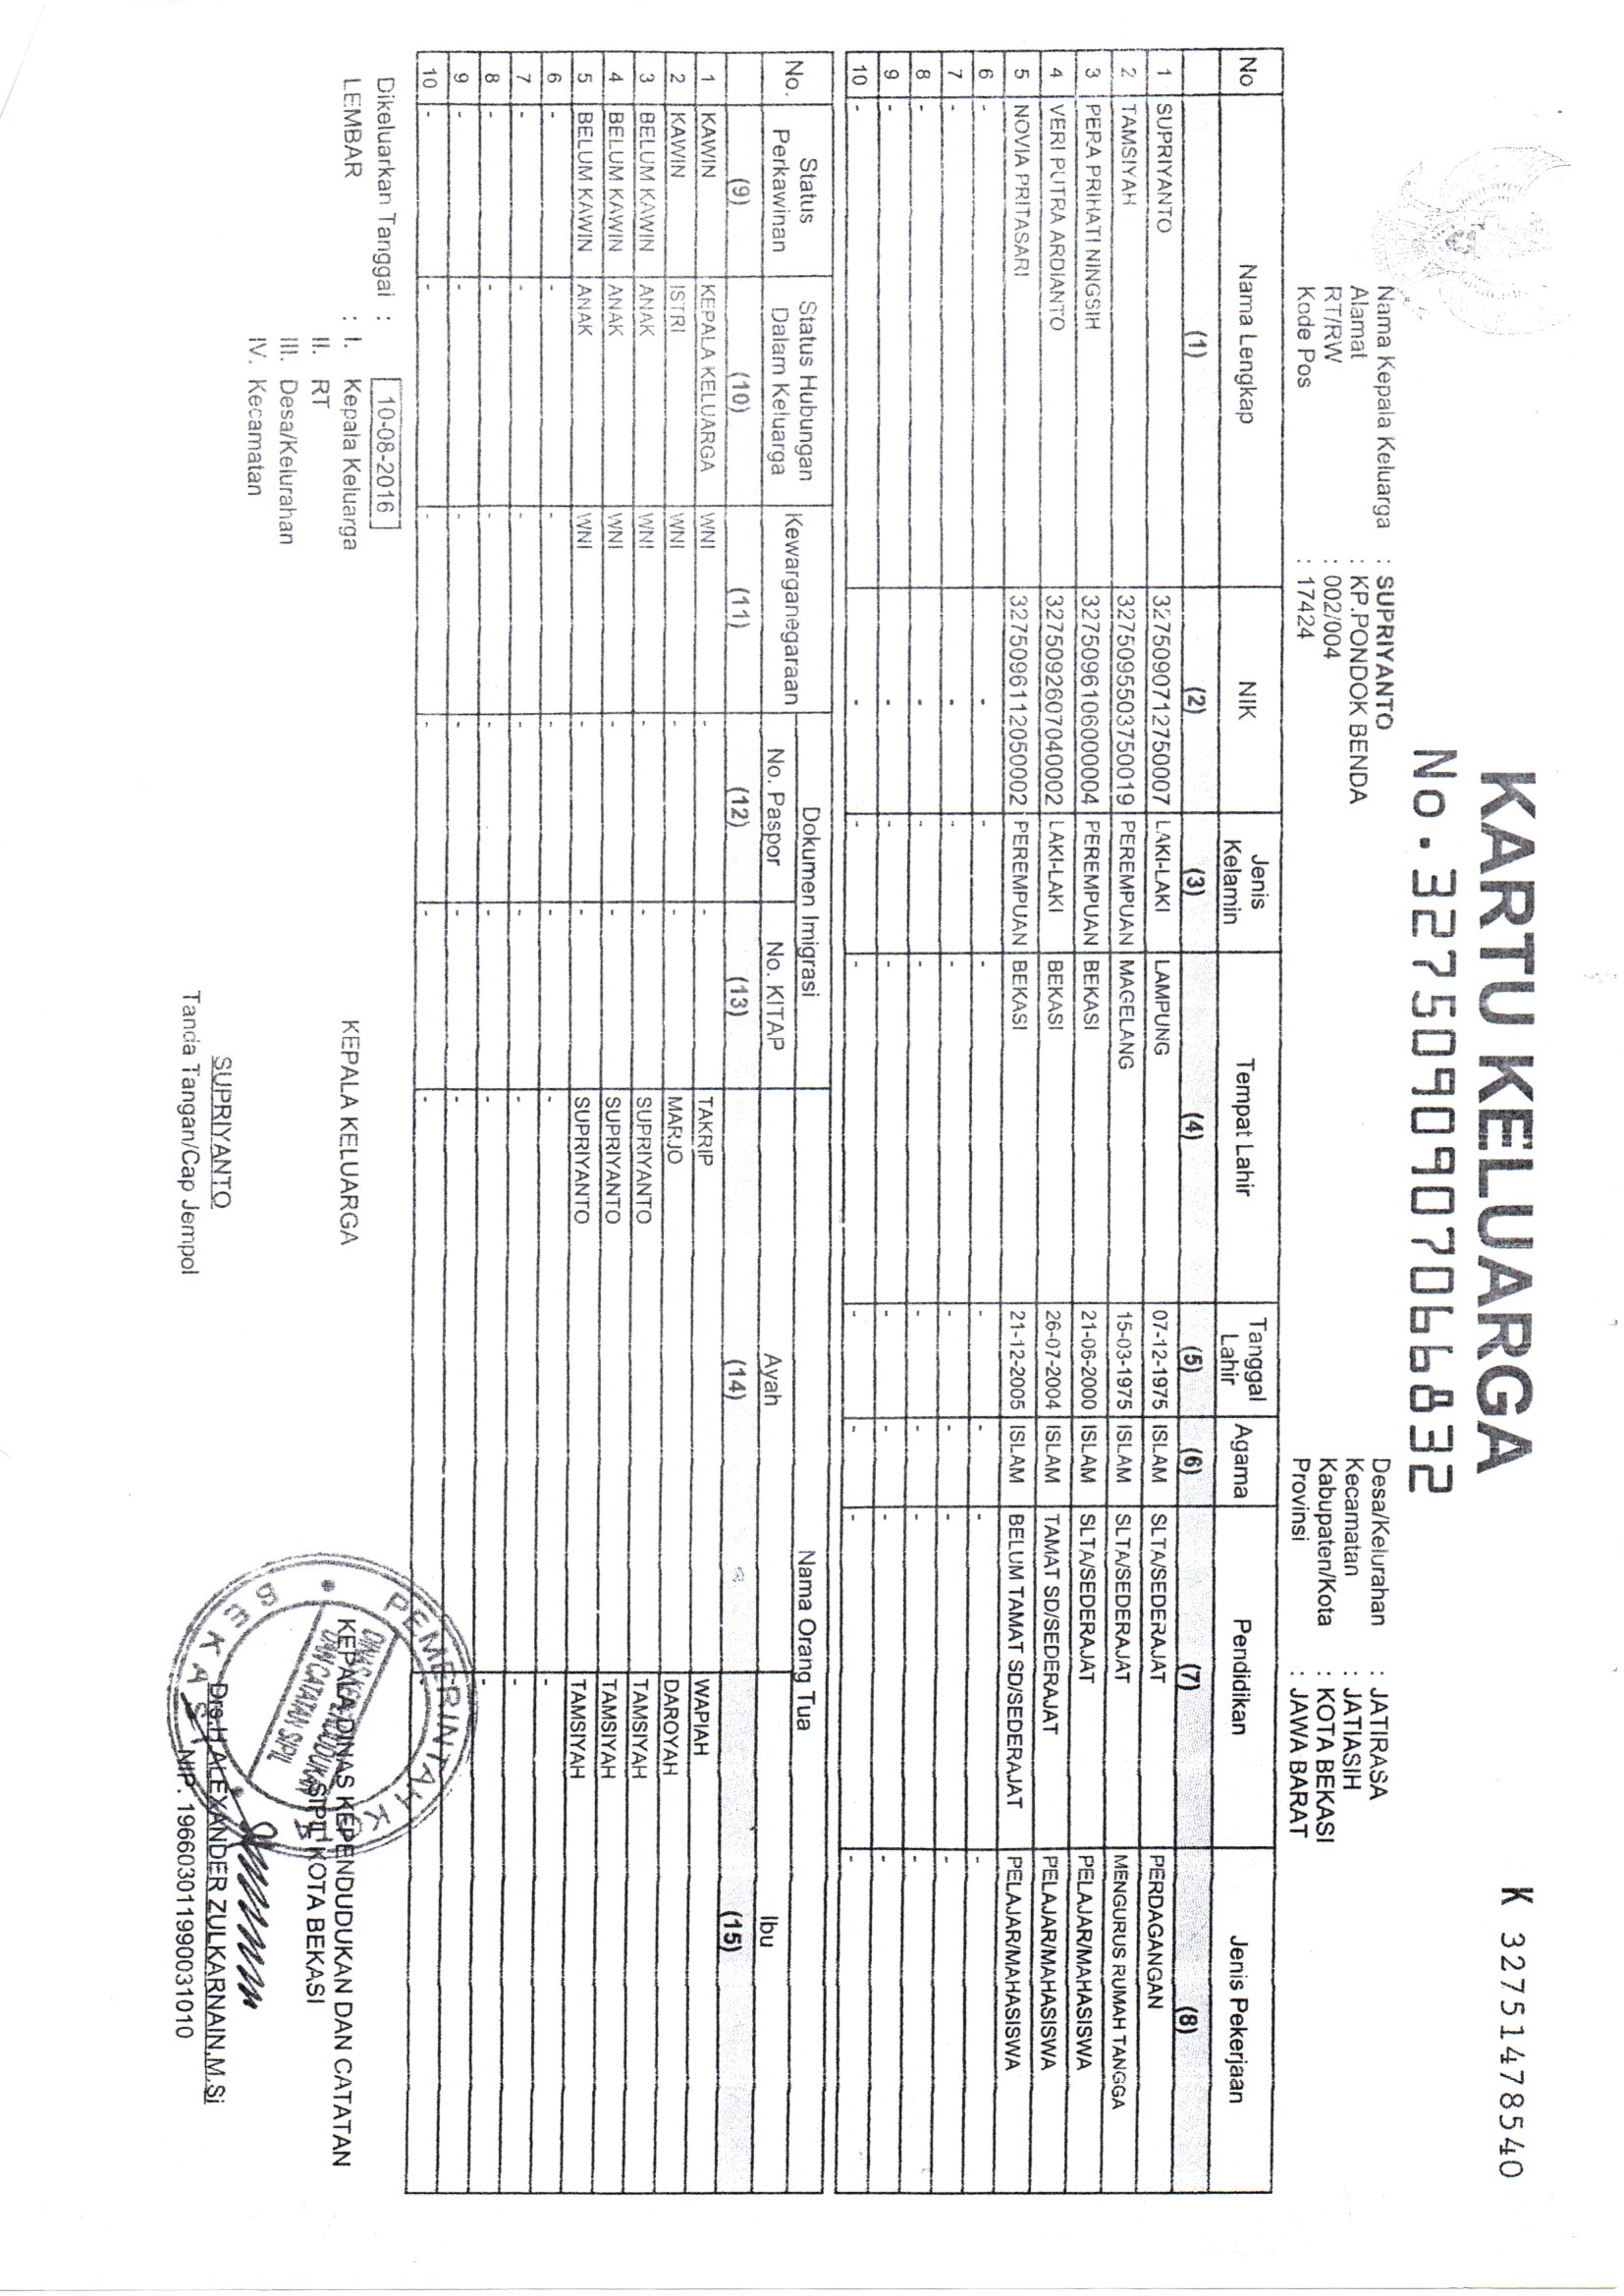 KARTU KELUARGA
K 32751478540
No. 3275090907066832
Nama Kepala Keluarga : SUPRIYANTO
Alamat : KP.PONDOK BENDA
RT/RW : 002/004
Kode Pos : 17424
Desa/Kelurahan : JATIRASA
Kecamatan : JATIASIH
Kabupaten/Kota : KOTA BEKASI
Provinsi : JAWA BARAT
No Nama Lengkap NIK Jenis Kelamin Tempat Lahir Tanggal Lahir Agama Pendidikan Jenis Pekerjaan
(1) (2) (3) (4) (5) (6) (7) (8)
1 SUPRIYANTO 3275090712750007 LAKI-LAKI LAMPUNG 07-12-1975 ISLAM SLTA/SEDERAJAT PERDAGANGAN
2 TAMSIYAH 3275095503750019 PEREMPUAN MAGELANG 15-03-1975 ISLAM SLTA/SEDERAJAT MENGURUS RUMAH TANGGA
3 PERA PRIHATI NINGSIH 3275096106000004 PEREMPUAN BEKASI 21-06-2000 ISLAM SLTA/SEDERAJAT PELAJAR/MAHASISWA
4 VERI PUTRA ARDIANTO 3275092607040002 LAKI-LAKI BEKASI 26-07-2004 ISLAM TAMAT SD/SEDERAJAT PELAJAR/MAHASISWA
5 NOVIA PRITASARI 3275096112050002 PEREMPUAN BEKASI 21-12-2005 ISLAM BELUM TAMAT SD/SEDERAJAT PELAJAR/MAHASISWA
6 - - - - - - - -
7 - - - - - - - -
8 - - - - - - - -
9 - - - - - - - -
10 - - - - - - - -
No. Status Perkawinan Status Hubungan Dalam Keluarga Kewarganegaraan Dokumen Imigrasi Nama Orang Tua
No. Paspor No. KITAP Ayah Ibu
(9) (10) (11) (12) (13) (14) (15)
1 KAWIN KEPALA KELUARGA WNI - - TAKRIP WAPIAH
2 KAWIN ISTRI WNI - - MARJO DAROYAH
3 BELUM KAWIN ANAK WNI - - SUPRIYANTO TAMSIYAH
4 BELUM KAWIN ANAK WNI - - SUPRIYANTO TAMSIYAH
5 BELUM KAWIN ANAK WNI - - SUPRIYANTO TAMSIYAH
6 - - - - - - -
7 - - - - - - -
8 - - - - - - -
9 - - - - - -
10 - - - - - -
Dikeluarkan Tanggal : 10-08-2016
LEMBAR : I. Kepala Keluarga
II. RT
III. Desa/Kelurahan
IV. Kecamatan
KEPALA KELUARGA
SUPRIYANTO
Tanda Tangan/Cap Jempol
KEPALA DINAS KEPENDUDUKAN DAN CATATAN
SIPIL KOTA BEKASI
PEMERINTAH KOTA BEKASI
DINAS KEPENDUDUKAN
DAN CATATAN SIPIL
Drs.H.ALEXANDER ZULKARNAIN,M.Si
NIP. 196603011990031010